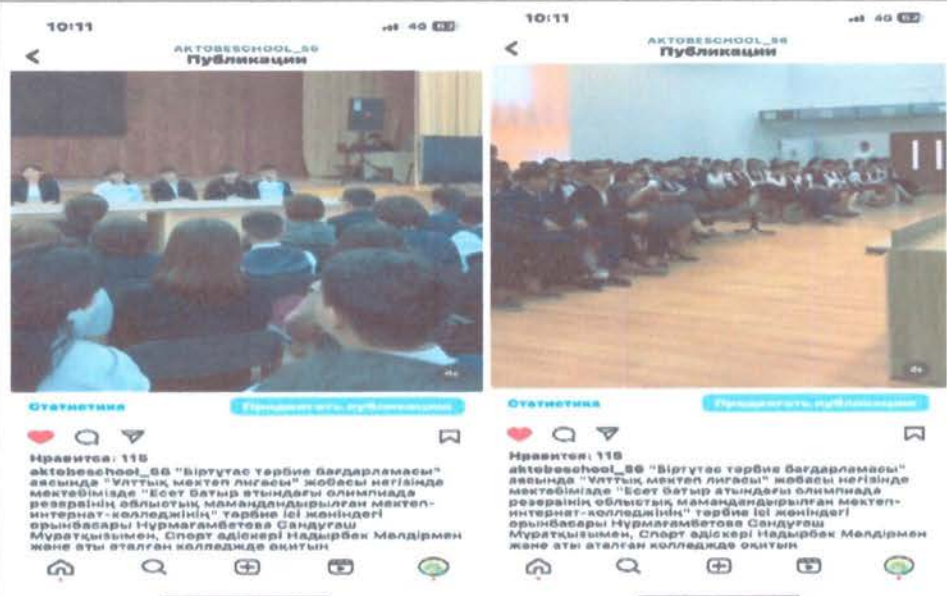 10:11
4G
AKTOBESCHOOL_56
Публикации
Статистика
Продвигать публикацию
Нравится: 115
aktobeschool_56 "Біртұтас тәрбие бағдарламасы"
аясында "Ұлттық мектеп лигасы" жобасы негізінде
мектебімізде "Есет батыр атындағы олимпиада
резервінің облыстық мамандандырылған мектеп-
интернат-колледжінің" тәрбие ісі жөніндегі
орынбасары Нурмагамбетова Сандуғаш
Мұратқызымен, Спорт әдіскері Надырбек Мөлдірмен
және аты аталған колледжде оқитын
10:11
4G
AKTOBESCHOOL_56
Публикации
Статистика
Продвигать публикацию
Нравится: 115
aktobeschool_56 "Біртұтас тәрбие бағдарламасы"
аясында "Ұлттық мектеп лигасы" жобасы негізінде
мектебімізде "Есет батыр атындағы олимпиада
резервінің облыстық мамандандырылған мектеп-
интернат-колледжінің" тәрбие ісі жөніндегі
орынбасары Нурмагамбетова Сандуғаш
Мұратқызымен, Спорт әдіскері Надырбек Мөлдірмен
және аты аталған колледжде оқитын